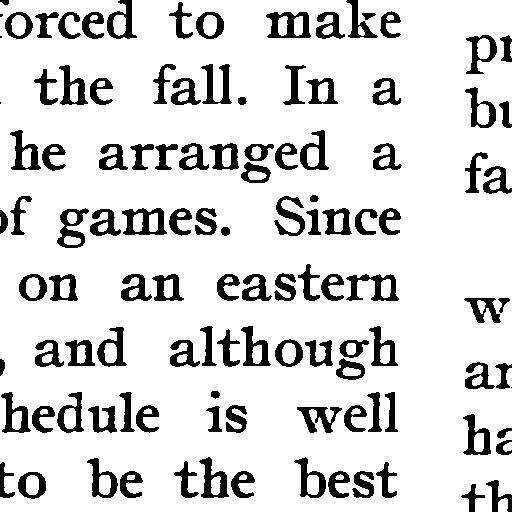 forced to make
the fall. In a
he arranged a
of games. Since
on an eastern
, and although
hedule is well
to be the best
pr
bu
fa
w
an
ha
th